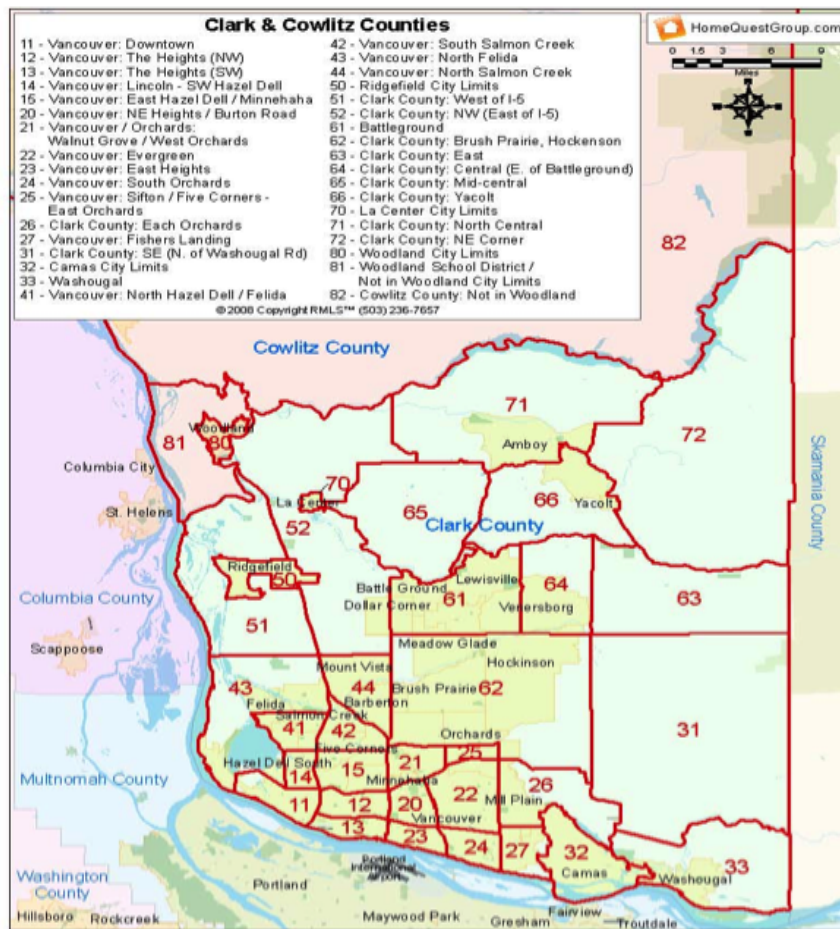 Clark & Cowlitz Counties
11 - Vancouver: Downtown
12 - Vancouver: The Heights (NW)
13 - Vancouver: The Heights (SW)
14 - Vancouver: Lincoln - SW Hazel Dell
15 - Vancouver: East Hazel Dell / Minnehaha
20 - Vancouver: NE Heights / Burton Road
21 - Vancouver / Orchards:
Walnut Grove / West Orchards
22 - Vancouver: Evergreen
23 - Vancouver: East Heights
24 - Vancouver: South Orchards
25 - Vancouver: Sifton / Five Corners -
East Orchards
26 - Clark County: Each Orchards
27 - Vancouver: Fishers Landing
31 - Clark County: SE (N. of Washougal Rd)
32 - Camas City Limits
33 - Washougal
41 - Vancouver: North Hazel Dell / Felida
42 - Vancouver: South Salmon Creek
43 - Vancouver: North Felida
44 - Vancouver: North Salmon Creek
50 - Ridgefield City Limits
51 - Clark County: West of I-5
52 - Clark County: NW (East of I-5)
61 - Battleground
62 - Clark County: Brush Prairie, Hockenson
63 - Clark County: East
64 - Clark County: Central (E. of Battleground)
65 - Clark County: Mid-central
66 - Clark County: Yacolt
70 - La Center City Limits
71 - Clark County: North Central
72 - Clark County: NE Corner
80 - Woodland City Limits
81 - Woodland School District /
Not in Woodland City Limits
82 - Cowlitz County: Not in Woodland
© 2008 Copyright RMLS™ (503) 236-7657
HomeQuestGroup.com
0 1.5 3 6 9
Miles
82
Cowlitz County
71
Woodland
81
80
Amboy
72
Columbia City
Skamania County
70
66
Yacolt
La Center
65
St. Helens
52
Clark County
Ridgefield
50
Lewisville
Battle Ground
64
63
Columbia County
Dollar Corner
61
Venersborg
51
Scappoose
Meadow Glade
Mount Vista
Hockinson
43
44
Brush Prairie
62
Felida
Barberton
Salmon Creek
31
41
42
Orchards
Five Corners
25
Hazel Dell South
15
21
Multnomah County
14
Minnehaha
26
22
Mill Plain
11
12
20
Vancouver
13
23
24
27
32
33
Camas
Washougal
Portland
International
Airport
Washington
County
Portland
Hillsboro
Rockcreek
Maywood Park
Fairview
Gresham
Troutdale